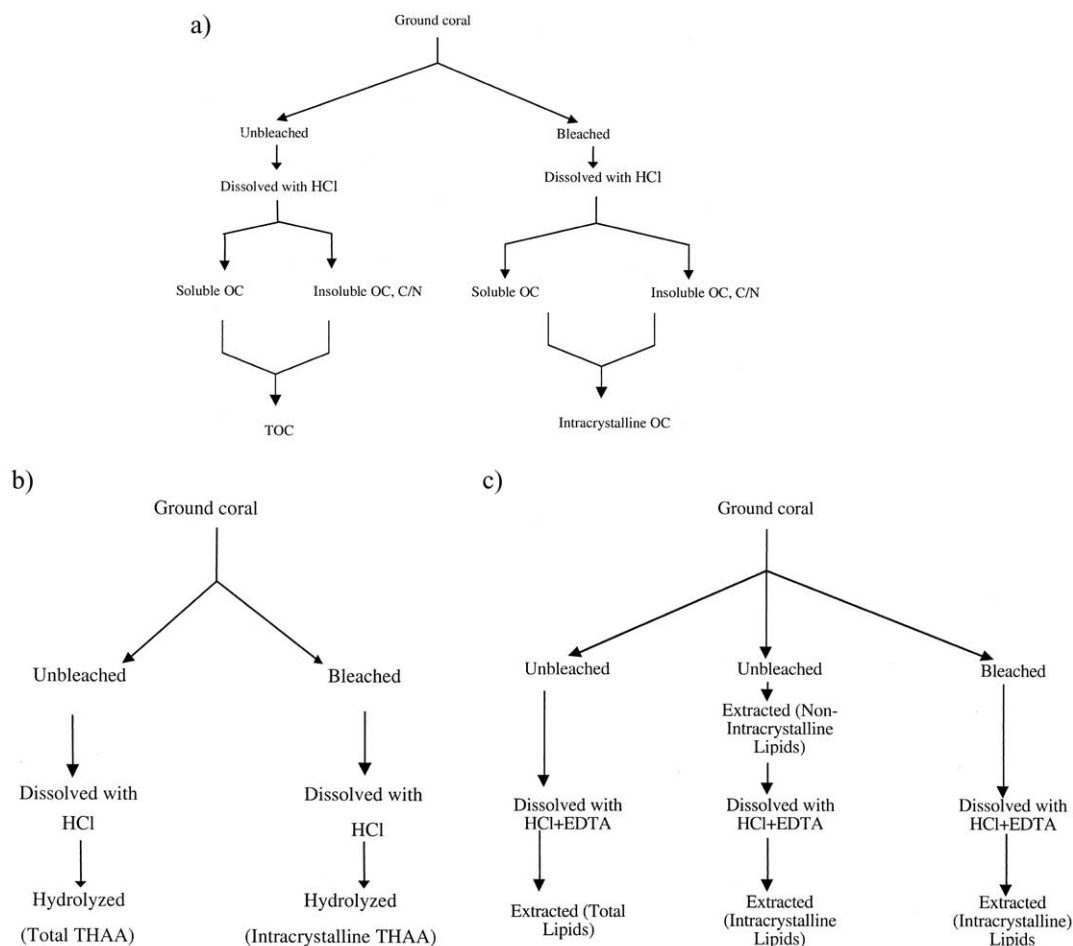 a)
Ground coral
Unbleached
Bleached
Dissolved with HCl
Dissolved with HCl
Soluble OC
Insoluble OC, C/N
Soluble OC
Insoluble OC, C/N
TOC
Intracrystalline OC
b)
Ground coral
Unbleached
Bleached
Dissolved with
HCl
Dissolved with
HCl
Hydrolyzed
(Total THAA)
Hydrolyzed
(Intracrystalline THAA)
c)
Ground coral
Unbleached
Unbleached
Bleached
Extracted (Non-
Intracrystalline
Lipids)
Dissolved with
HCl+EDTA
Dissolved with
HCl+EDTA
Dissolved with
HCl+EDTA
Extracted (Total
Lipids)
Extracted
(Intracrystalline
Lipids)
Extracted
(Intracrystalline) Lipids